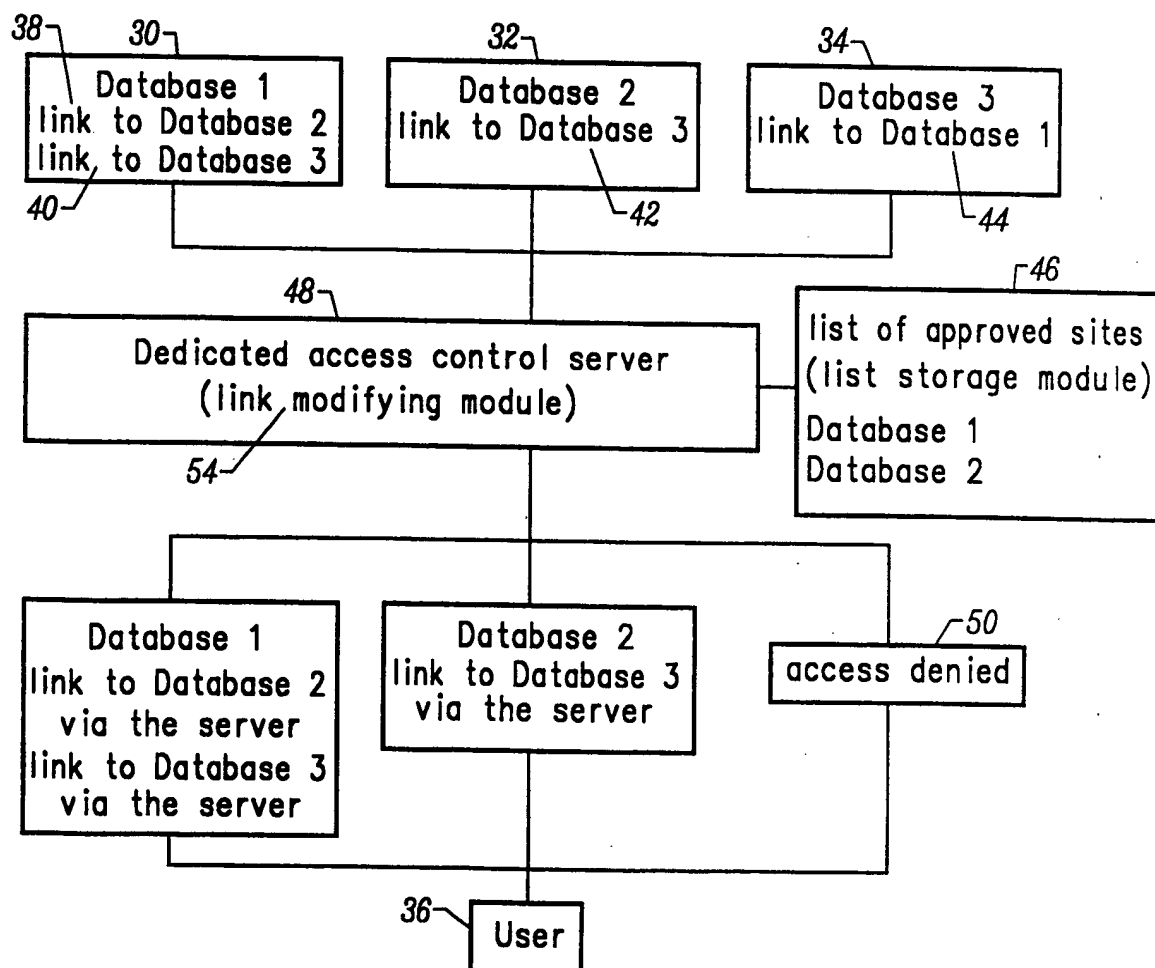 38
30
32
34
Database 1
link to Database 2
link to Database 3
40
Database 2
link to Database 3
42
Database 3
link to Database 1
44
48
46
Dedicated access control server
(link modifying module)
54
list of approved sites
(list storage module)
Database 1
Database 2
Database 1
link to Database 2
via the server
link to Database 3
via the server
Database 2
link to Database 3
via the server
50
access denied
36
User